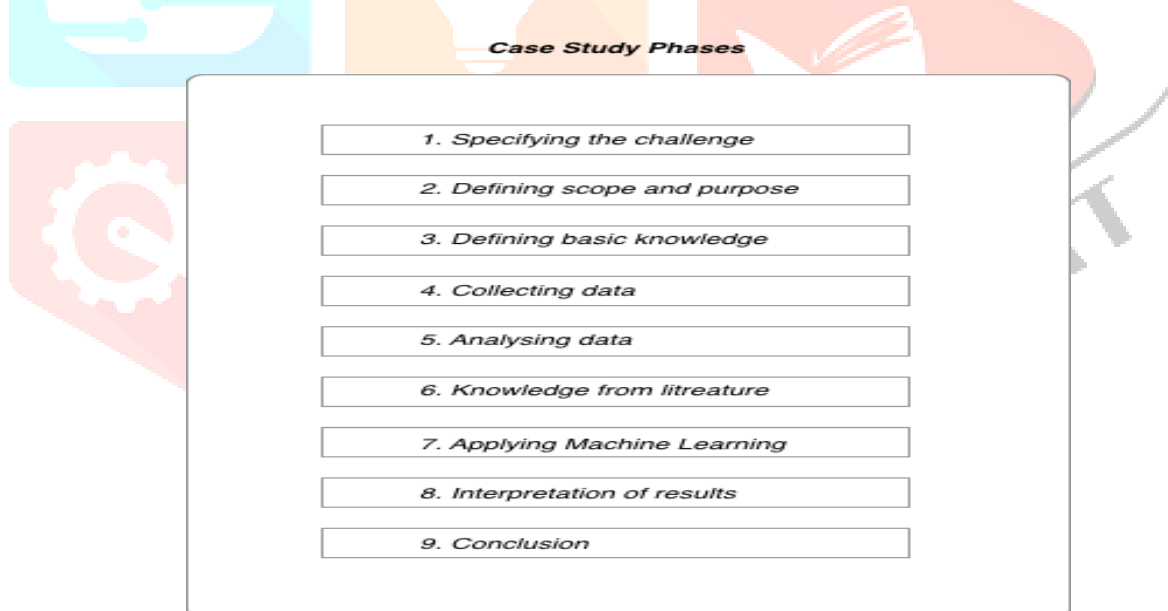 Case Study Phases
1. Specifying the challenge
2. Defining scope and purpose
3. Defining basic knowledge
4. Collecting data
5. Analysing data
6. Knowledge from litreature
7. Applying Machine Learning
8. Interpretation of results
9. Conclusion